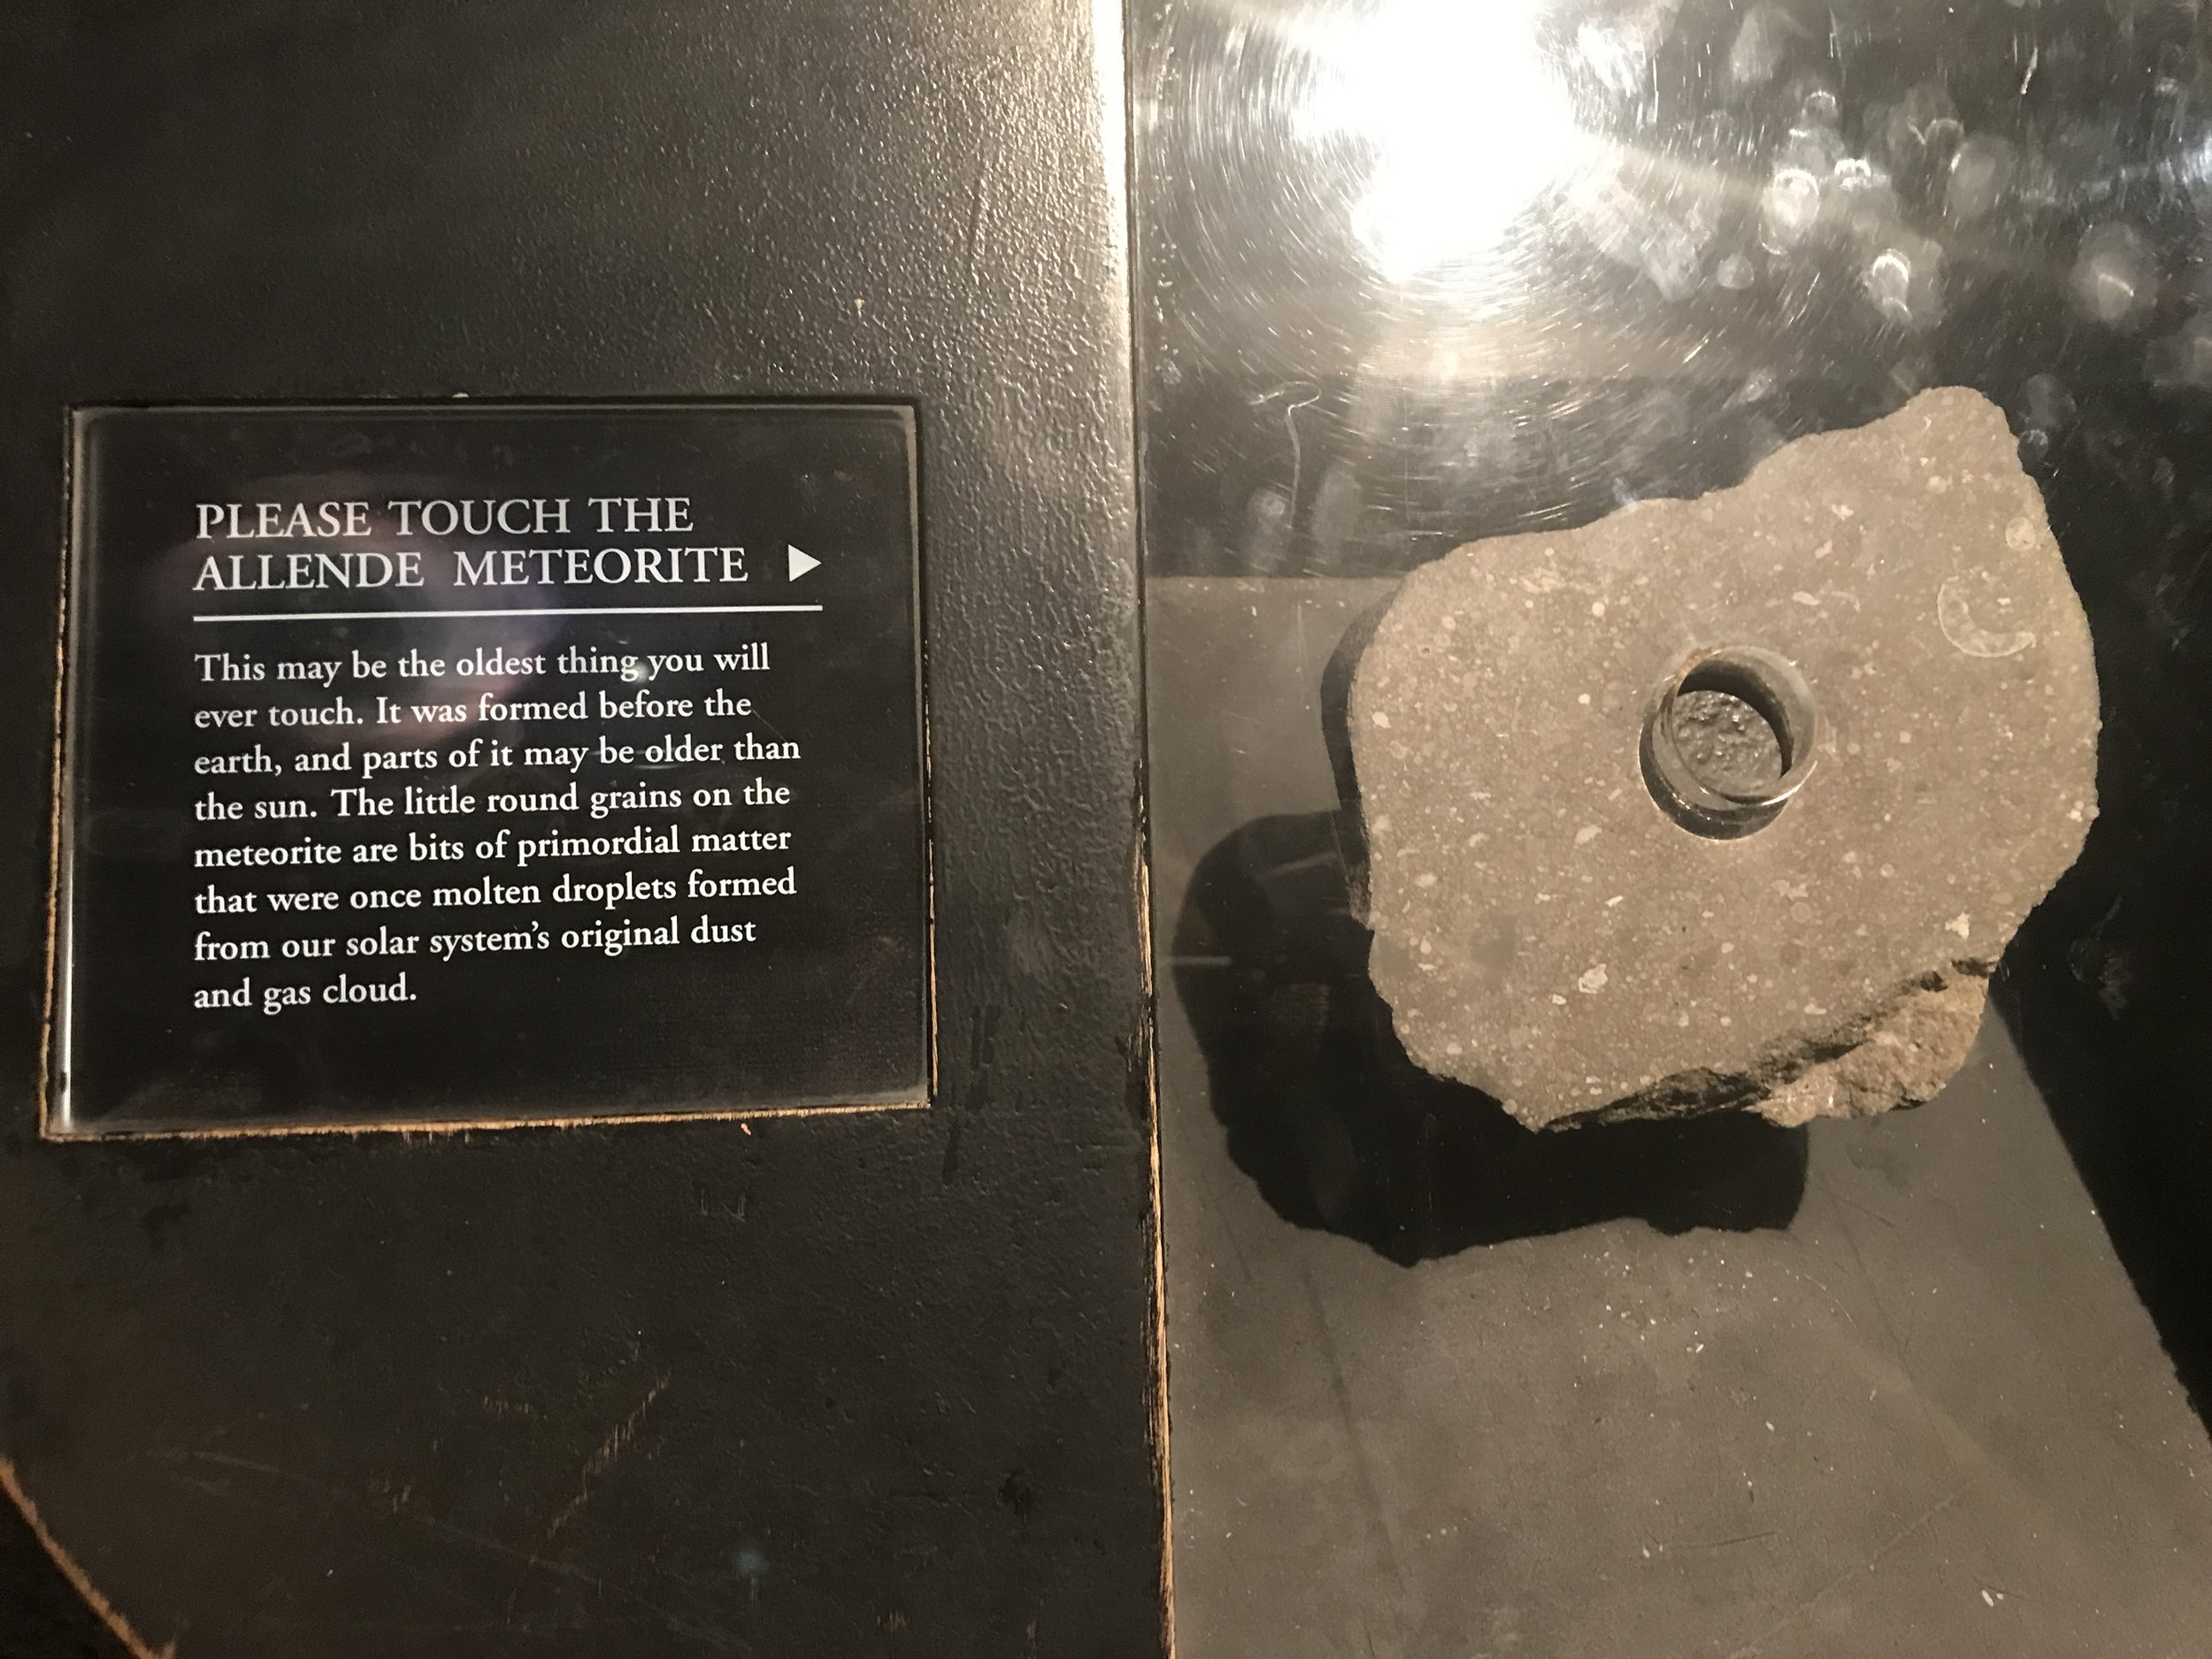 PLEASE TOUCH THE
ALLENDE METEORITE
This may be the oldest thing you will
ever touch. It was formed before the
earth, and parts of it may be older than
the sun. The little round grains on the
meteorite are bits of primordial matter
that were once molten droplets formed
from our solar system’s original dust
and gas cloud.